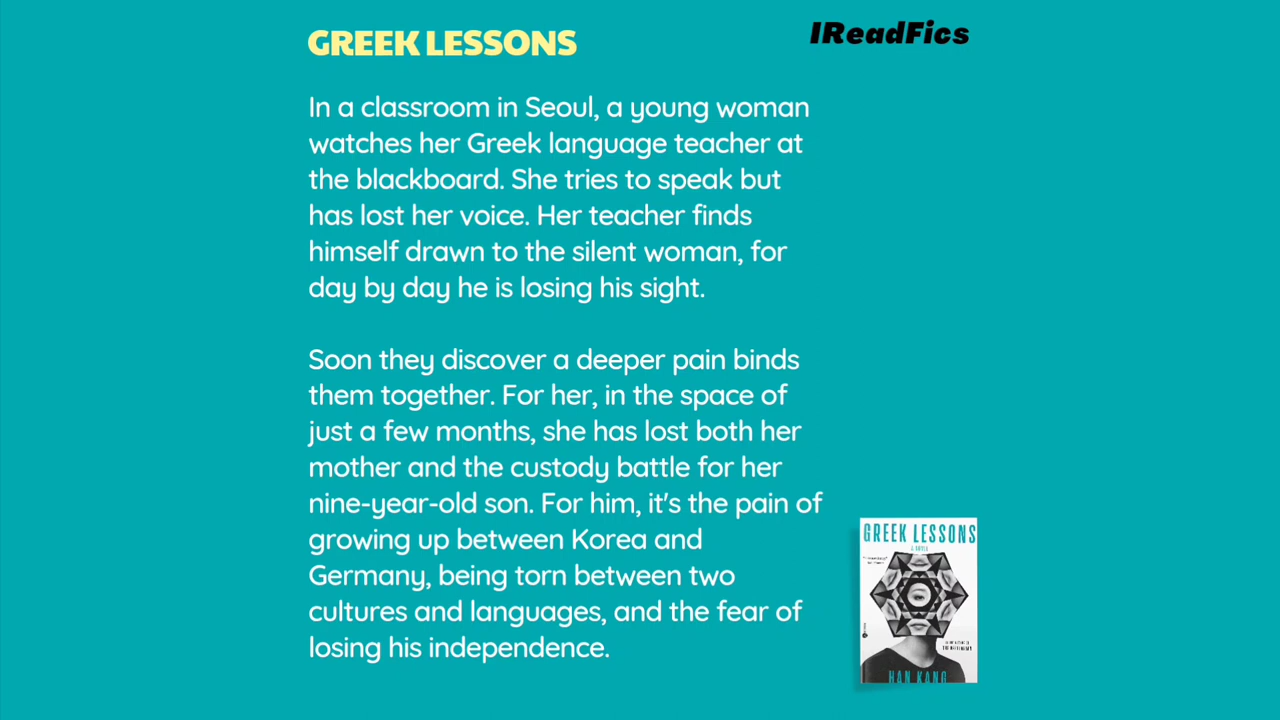 GREEK LESSONS
IReadFics
In a classroom in Seoul, a young woman
watches her Greek language teacher at
the blackboard. She tries to speak but
has lost her voice. Her teacher finds
himself drawn to the silent woman, for
day by day he is losing his sight.
Soon they discover a deeper pain binds
them together. For her, in the space of
just a few months, she has lost both her
mother and the custody battle for her
nine-year-old son. For him, it's the pain of
growing up between Korea and
Germany, being torn between two
cultures and languages, and the fear of
losing his independence.
GREEK LESSONS
A NOVEL
HAN KANG